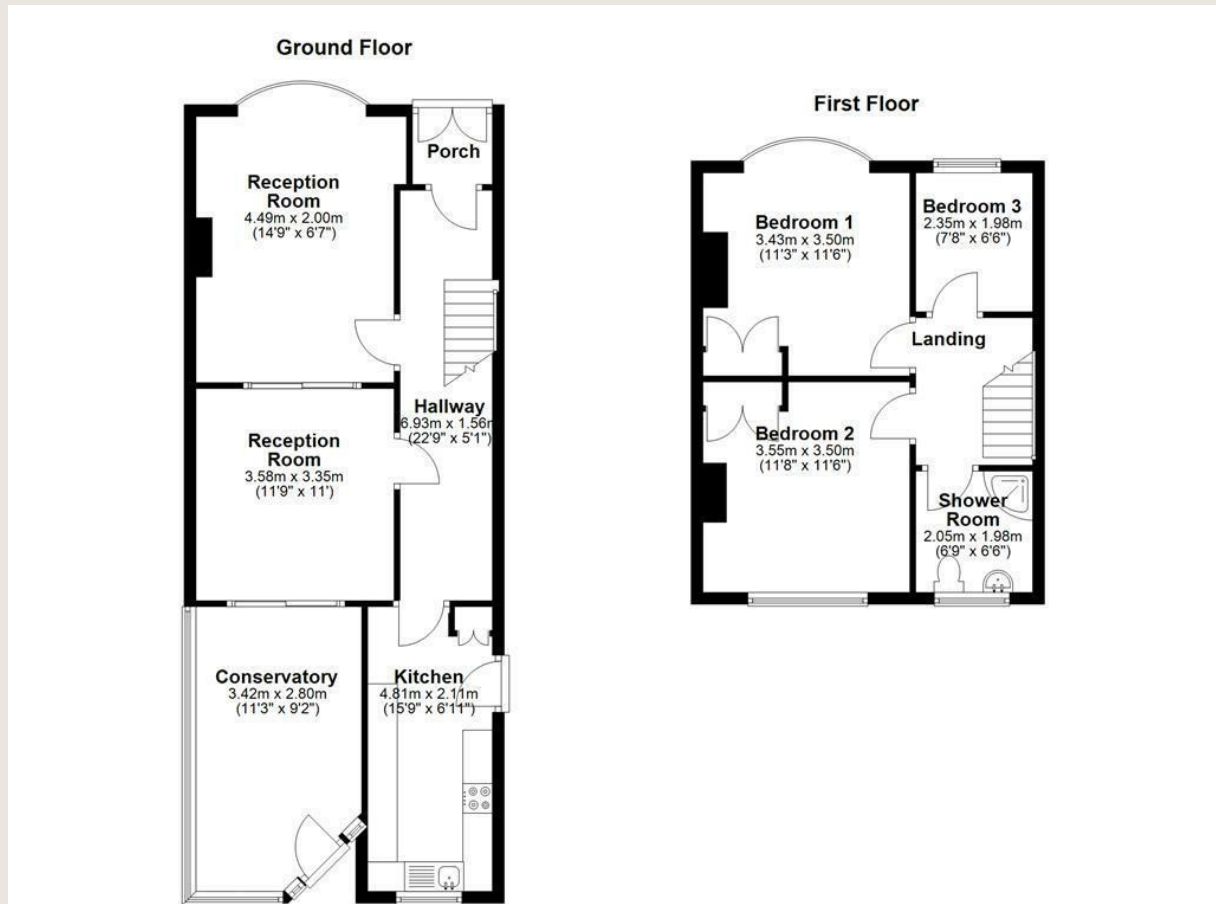 Ground Floor
Porch
Reception
Room
4.49m x 2.00m
(14'9" x 6'7")
Hallway
6.93m x 1.56m
(22'9" x 5'1")
Reception
Room
3.58m x 3.35m
(11'9" x 11')
Conservatory
3.42m x 2.80m
(11'3" x 9'2")
Kitchen
4.81m x 2.11m
(15'9" x 6'11")
First Floor
Bedroom 1
3.43m x 3.50m
(11'3" x 11'6")
Bedroom 3
2.35m x 1.98m
(7'8" x 6'6")
Landing
Bedroom 2
3.55m x 3.50m
(11'8" x 11'6")
Shower
Room
2.05m x 1.98m
(6'9" x 6'6")